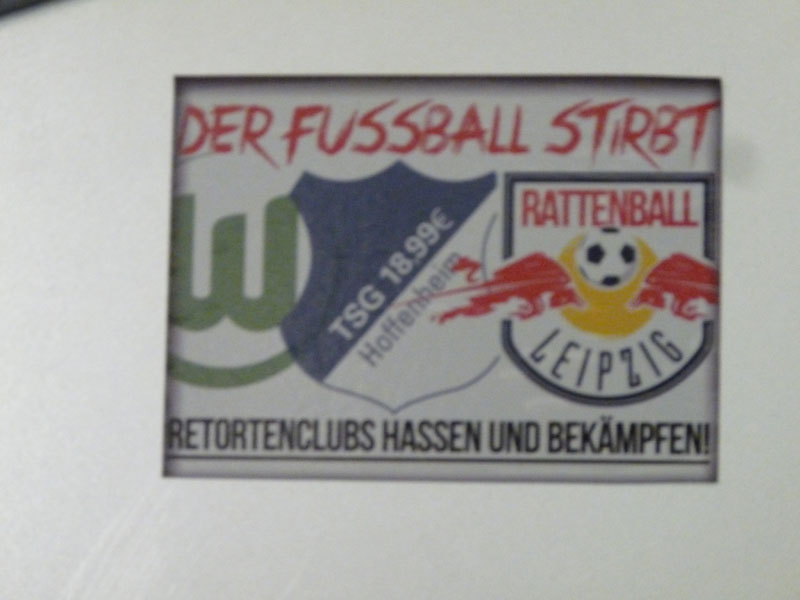 DER FUSSBALL STiRBT
W
TSG 18.99€
Hoffenheim
RATTENBALL
LEIPZIG
RETORTENCLUBS HASSEN UND BEKÄMPFEN!